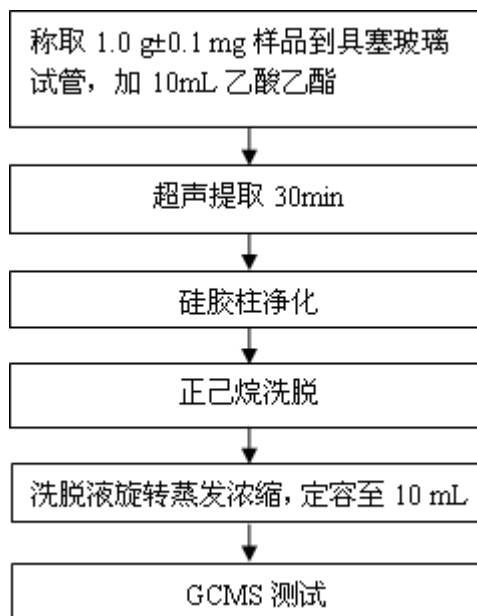 称取 1.0 g±0.1 mg 样品到具塞玻璃
试管，加 10mL 乙酸乙酯
超声提取 30min
硅胶柱净化
正己烷洗脱
洗脱液旋转蒸发浓缩，定容至 10 mL
GCMS 测试